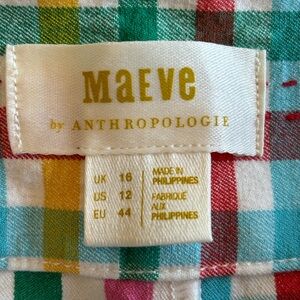 MAEVE
by ANTHROPOLOGIE
UK 16
US 12
EU 44
MADE IN
PHILIPPINES
FABRIQUÉ
AUX
PHILIPPINES